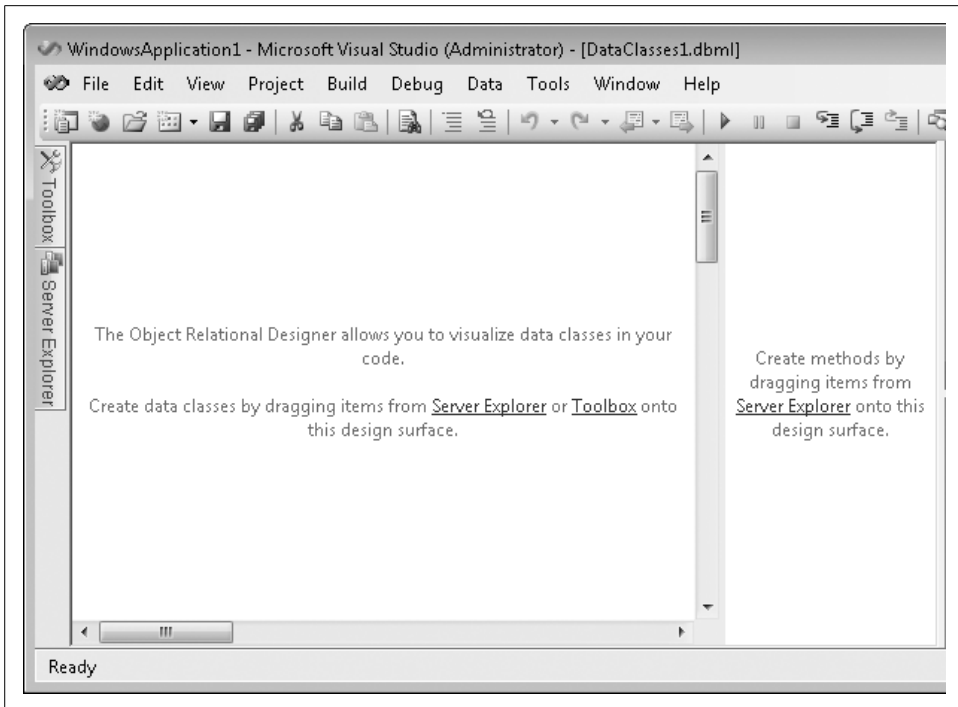 WindowsApplication1 - Microsoft Visual Studio (Administrator) - [DataClasses1.dbml]
File Edit View Project Build Debug Data Tools Window Help
Toolbox
Server Explorer
The Object Relational Designer allows you to visualize data classes in your
code.
Create data classes by dragging items from Server Explorer or Toolbox onto
this design surface.
Create methods by
dragging items from
Server Explorer onto this
design surface.
Ready